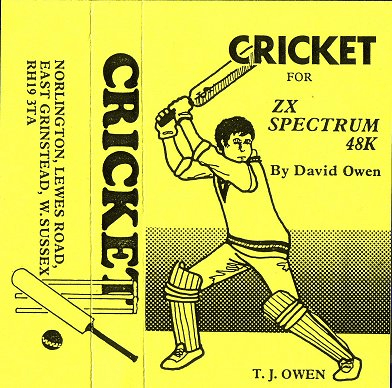 CRICKET
FOR
ZX
SPECTRUM
48K
By David Owen
T. J. OWEN
CRICKET
NORLINGTON, LEWES ROAD,
EAST GRINSTEAD, W. SUSSEX
RH19 3TA